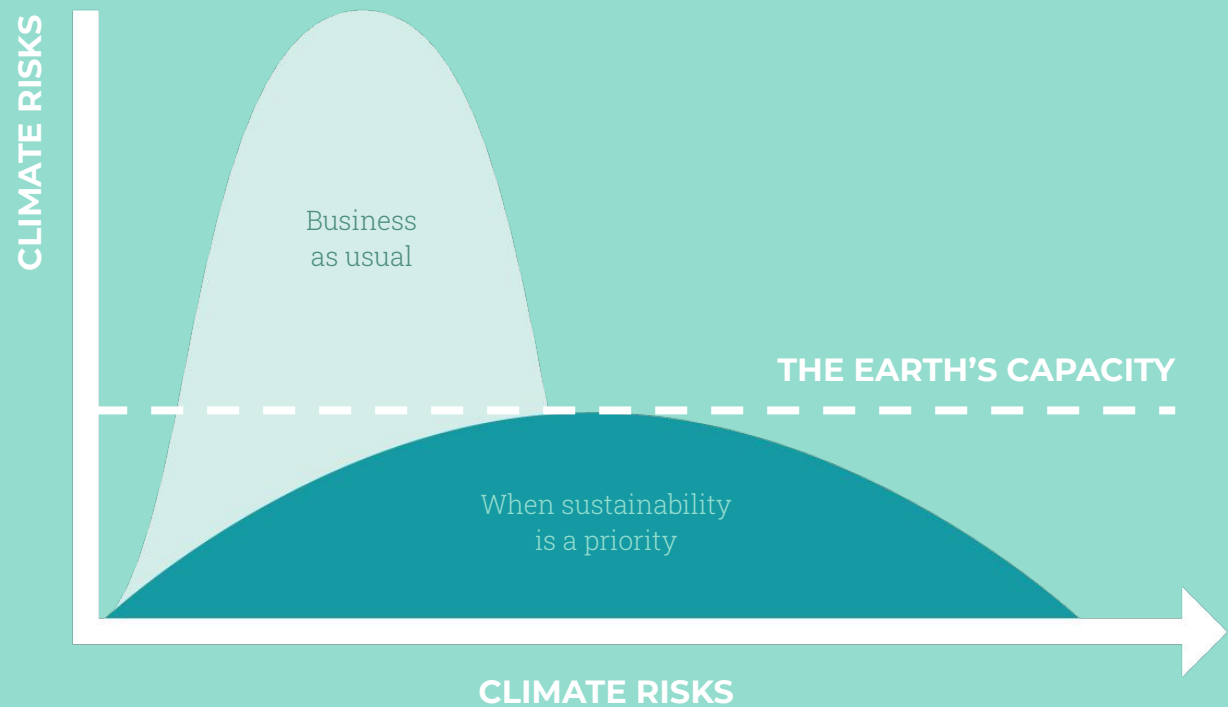 CLIMATE RISKS
Business
as usual
THE EARTH’S CAPACITY
When sustainability
is a priority
CLIMATE RISKS